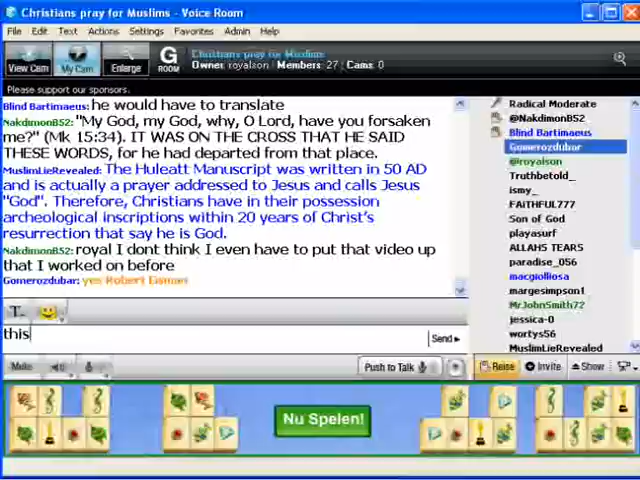 Christians pray for Muslims - Voice Room
File Edit Text Actions Settings Favorites Admin Help
View Cam My Cam Enlarge G ROOM
Christians pray for Muslims
Owner: royalson : Members: 27 : Cams: 0
Please support our sponsors.
Blind Bartimaeus: he would have to translate
NakdimonB52: "My God, my God, why, O Lord, have you forsaken
me?" (Mk 15:34). IT WAS ON THE CROSS THAT HE SAID
THESE WORDS, for he had departed from that place.
MuslimLieRevealed: The Huleatt Manuscript was written in 50 AD
and is actually a prayer addressed to Jesus and calls Jesus
"God". Therefore, Christians have in their possession
archeological inscriptions within 20 years of Christ's
resurrection that say he is God.
NakdimonB52: royal I dont think I even have to put that video up
that I worked on before
Gomerozdubar: yes Robert Eisman
Radical Moderate
@NakdimonB52
Blind Bartimaeus
Gomerozdubar
@royalson
Truthbetold_
ismy_
FAiTHFUL777
Son of God
playasurf
ALLAHS TEARS
paradise_056
macgiolliosa
margesimpson1
MrJohnSmith72
jessica-0
wortys56
MuslimLieRevealed
T
this
Send
Mute
Push to Talk
Reise Invite Show
Nu Spelen!